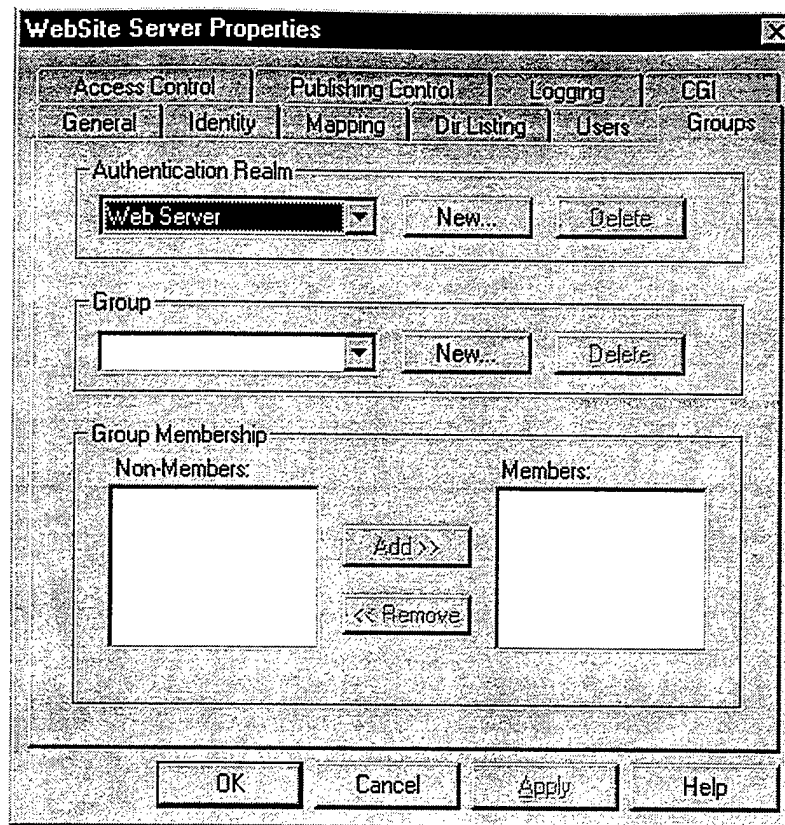 WebSite Server Properties
Access Control Publishing Control Logging CGI
General Identity Mapping Dir Listing Users Groups
Authentication Realm
Web Server New... Delete
Group
New... Delete
Group Membership
Non-Members: Members:
Add >>
<< Remove
OK Cancel Apply Help